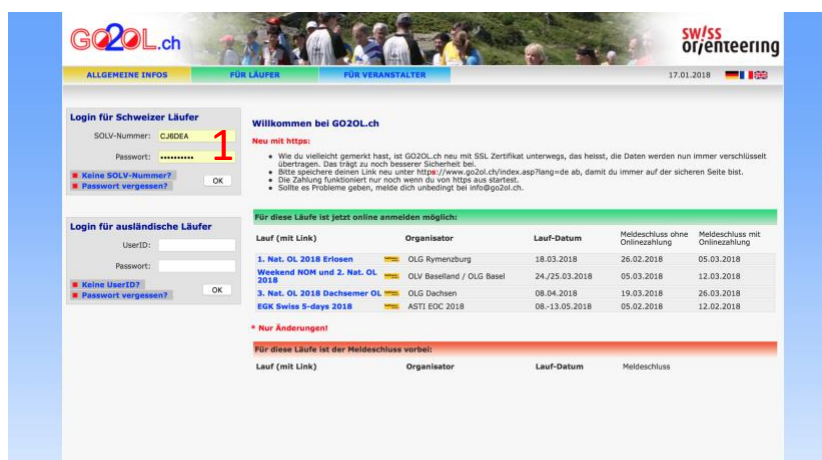 GO2OL.ch
swiss
orienteering
ALLGEMEINE INFOS FÜR LÄUFER FÜR VERANSTALTER 17.01.2018
Login für Schweizer Läufer
SOLV-Nummer: CJ8DEA
Passwort: ••••••••••
1
Keine SOLV-Nummer?
Passwort vergessen?
OK
Login für ausländische Läufer
UserID:
Passwort:
Keine UserID?
Passwort vergessen?
OK
Willkommen bei GO2OL.ch
Neu mit https:
• Wie du vielleicht gemerkt hast, ist GO2OL.ch neu mit SSL Zertifikat unterwegs, das heisst, die Daten werden nun immer verschlüsselt
übertragen. Das trägt zu noch besserer Sicherheit bei.
• Bitte speichere deinen Link neu unter https://www.go2ol.ch/index.asp?lang=de ab, damit du immer auf der sicheren Seite bist.
• Die Zahlung funktioniert nur noch wenn du von https aus startest.
• Sollte es Probleme geben, melde dich unbedingt bei info@go2ol.ch.
Für diese Läufe ist jetzt online anmelden möglich:
Lauf (mit Link) Organisator Lauf-Datum Meldeschluss ohne Onlinezahlung Meldeschluss mit Onlinezahlung
1. Nat. OL 2018 Erlosen OLG Rymenzburg 18.03.2018 26.02.2018 05.03.2018
Weekend NOM und 2. Nat. OL 2018 OLV Baselland / OLG Basel 24./25.03.2018 05.03.2018 12.03.2018
3. Nat. OL 2018 Dachsemer OL OLG Dachsen 08.04.2018 19.03.2018 26.03.2018
EGK Swiss 5-days 2018 ASTI EOC 2018 08.-13.05.2018 05.02.2018 12.02.2018
* Nur Änderungen!
Für diese Läufe ist der Meldeschluss vorbei:
Lauf (mit Link) Organisator Lauf-Datum Meldeschluss